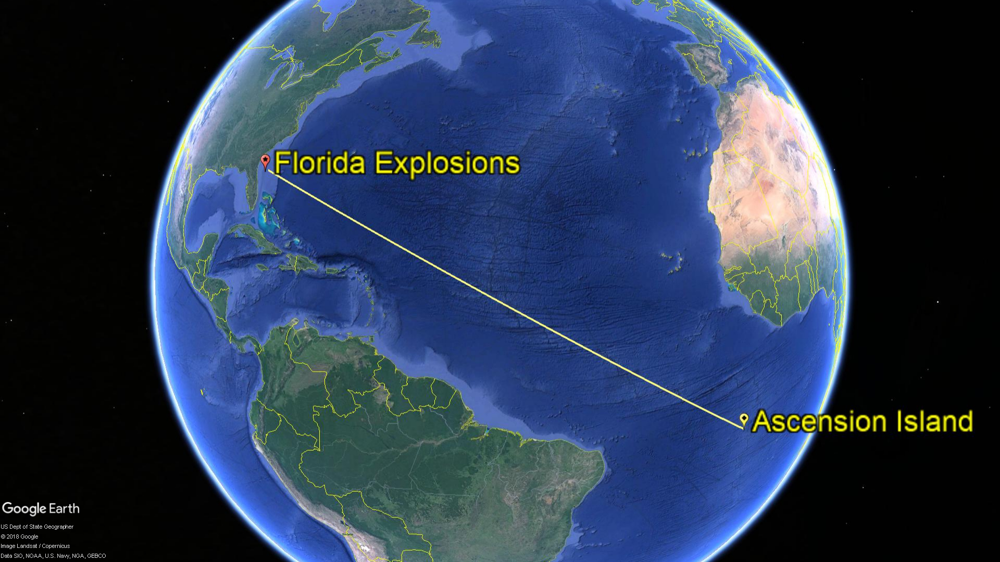 Florida Explosions
Ascension Island
Google Earth
US Dept of State Geographer
© 2018 Google
Image Landsat / Copernicus
Data SIO, NOAA, U.S. Navy, NGA, GEBCO